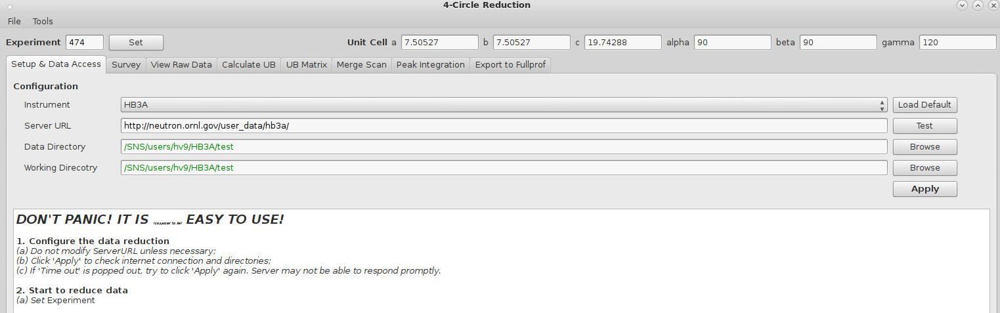 4-Circle Reduction
File Tools
Experiment 474 Set Unit Cell a 7.50527 b 7.50527 c 19.74288 alpha 90 beta 90 gamma 120
Setup & Data Access Survey View Raw Data Calculate UB UB Matrix Merge Scan Peak Integration Export to Fullprof
Configuration
Instrument HB3A Load Default
Server URL http://neutron.ornl.gov/user_data/hb3a/ Test
Data Directory /SNS/users/hv9/HB3A/test Browse
Working Direcotry /SNS/users/hv9/HB3A/test Browse
Apply
DON'T PANIC! IT IS (supposed to be) EASY TO USE!
1. Configure the data reduction
(a) Do not modify ServerURL unless necessary;
(b) Click 'Apply' to check internet connection and directories;
(c) If 'Time out' is popped out, try to click 'Apply' again. Server may not be able to respond promptly.
2. Start to reduce data
(a) Set Experiment